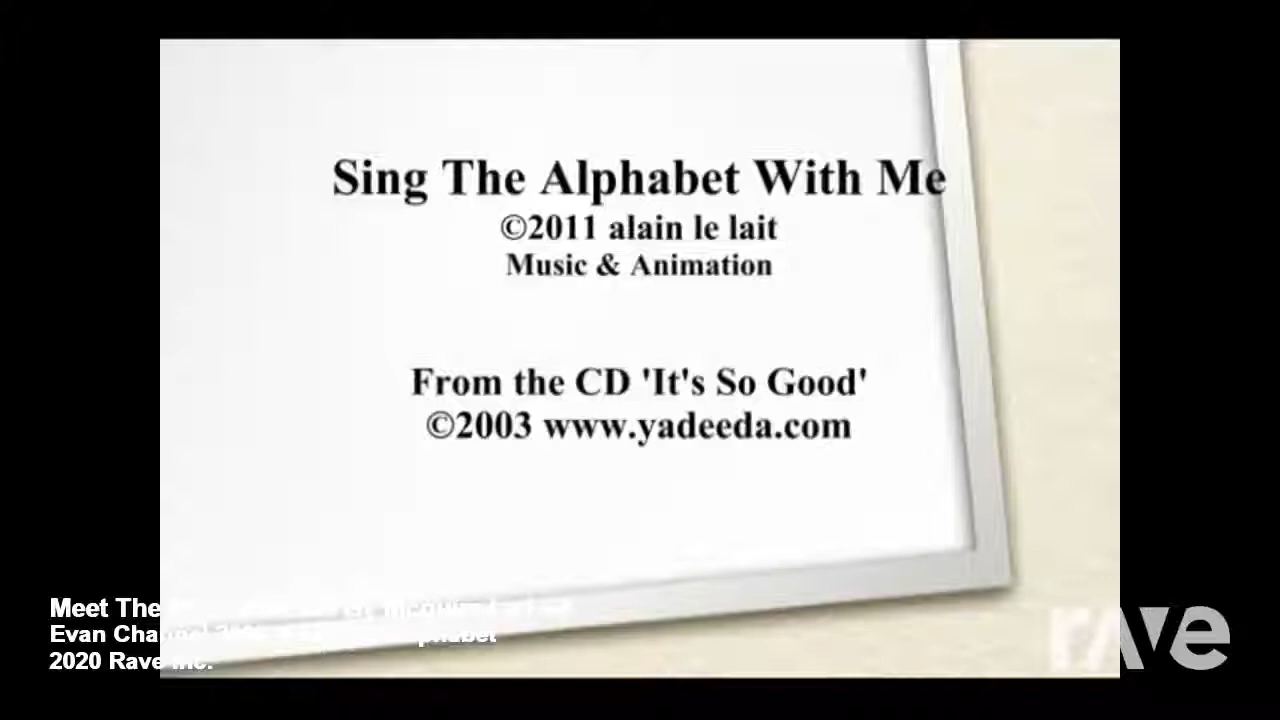 Sing The Alphabet With Me
©2011 alain le lait
Music & Animation
From the CD 'It's So Good'
©2003 www.yadeeda.com
Meet The
Evan
2020 Rave Inc.
rave